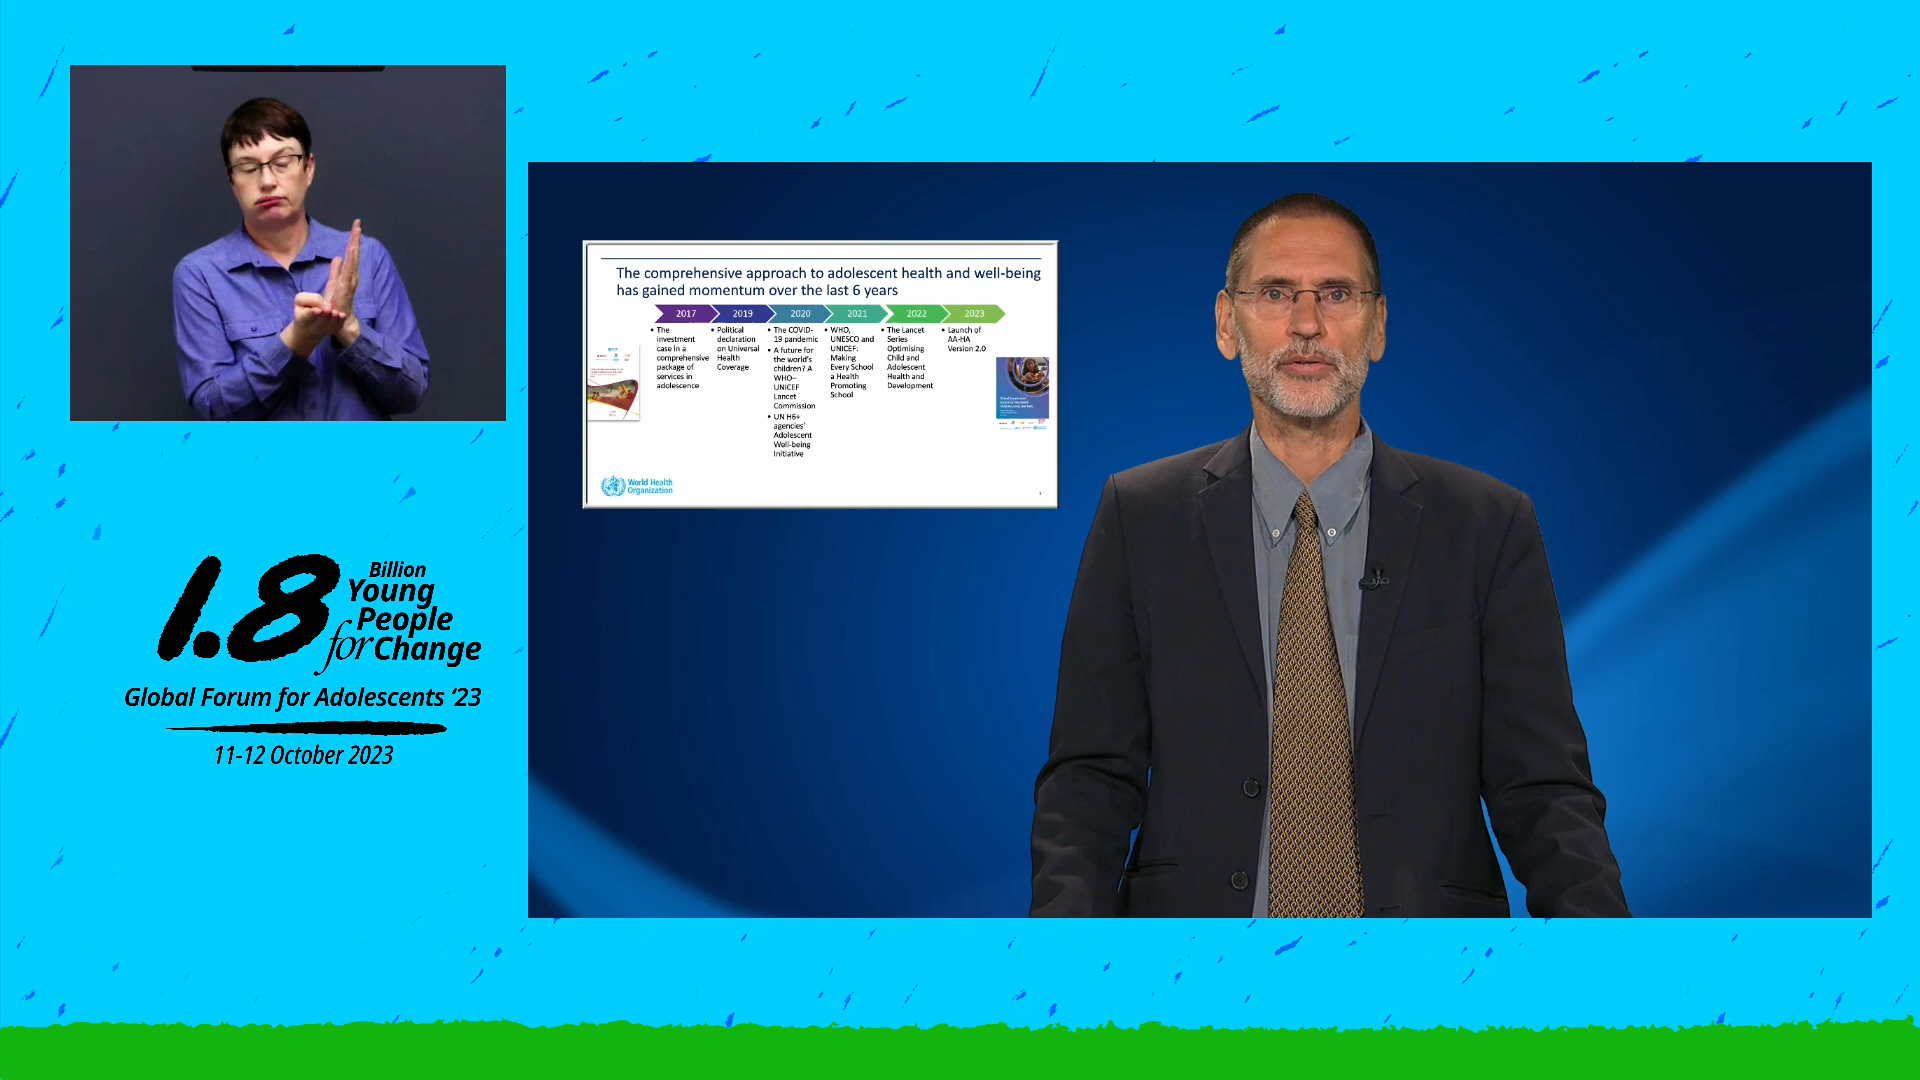 The comprehensive approach to adolescent health and well-being
has gained momentum over the last 6 years
2017
2019
2020
2021
2022
2023
• The
investment
case in a
comprehensive
package of
services in
adolescence
• Political
declaration
on Universal
Health
Coverage
• The COVID-
19 pandemic
• A future for
the world's
children? A
WHO–
UNICEF
Lancet
Commission
• UN H6+
agencies'
Adolescent
Well-being
Initiative
• WHO,
UNESCO and
UNICEF:
Making
Every School
a Health
Promoting
School
• The Lancet
Series
Optimising
Child and
Adolescent
Health and
Development
• Launch of
AA-HA
Version 2.0
World Health
Organization
1.8
Billion
Young
People
for Change
Global Forum for Adolescents ‘23
11-12 October 2023